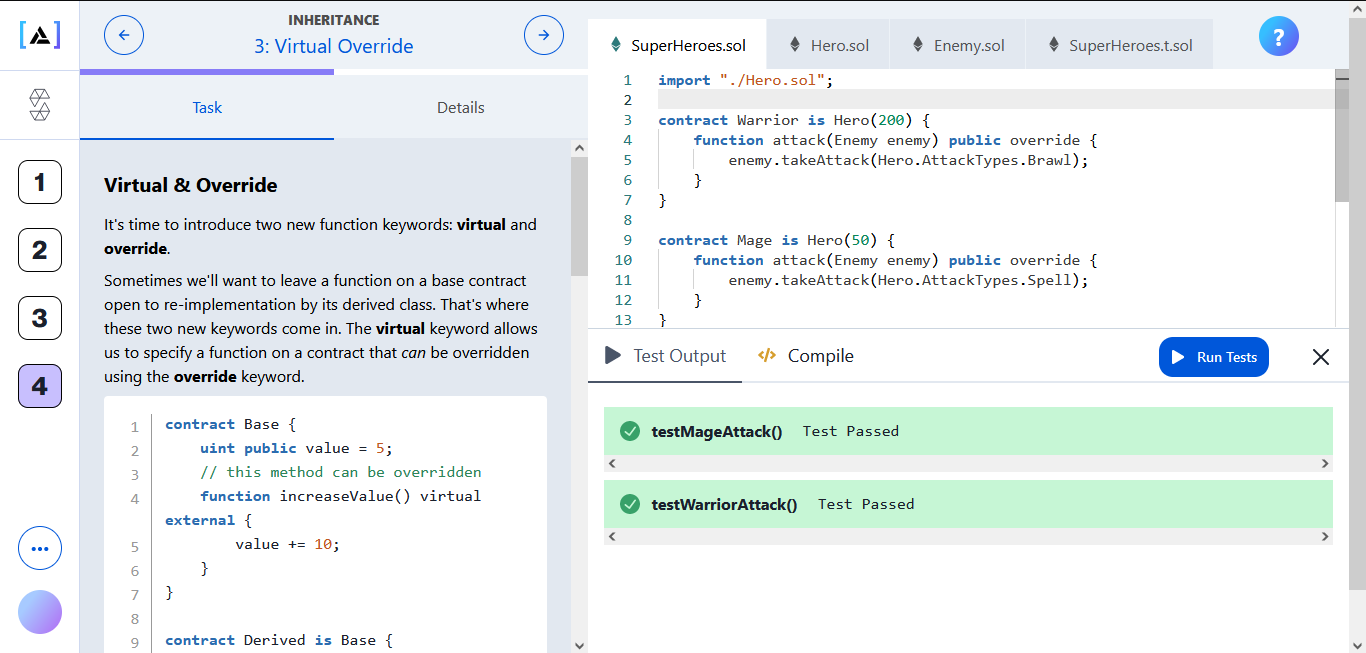 [A]
1
2
3
4
INHERITANCE
3: Virtual Override
Task
Details
Virtual & Override
It's time to introduce two new function keywords: virtual and
override.
Sometimes we'll want to leave a function on a base contract
open to re-implementation by its derived class. That's where
these two new keywords come in. The virtual keyword allows
us to specify a function on a contract that can be overridden
using the override keyword.
1 contract Base {
2 uint public value = 5;
3 // this method can be overridden
4 function increaseValue() virtual
external {
5 value += 10;
6 }
7 }
8
9 contract Derived is Base {
SuperHeroes.sol
Hero.sol
Enemy.sol
SuperHeroes.t.sol
?
1 import "./Hero.sol";
2
3 contract Warrior is Hero(200) {
4 function attack(Enemy enemy) public override {
5 enemy.takeAttack(Hero.AttackTypes.Brawl);
6 }
7 }
8
9 contract Mage is Hero(50) {
10 function attack(Enemy enemy) public override {
11 enemy.takeAttack(Hero.AttackTypes.Spell);
12 }
13 }
Test Output
</> Compile
Run Tests
testMageAttack() Test Passed
testWarriorAttack() Test Passed